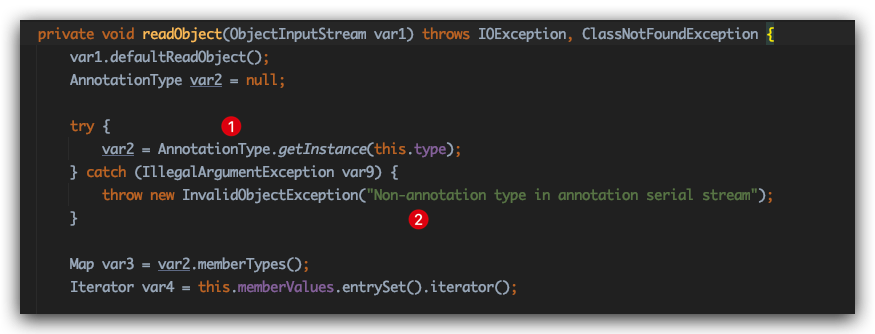 private void readObject(ObjectInputStream var1) throws IOException, ClassNotFoundException {
    var1.defaultReadObject();
    AnnotationType var2 = null;

    try {
1
        var2 = AnnotationType.getInstance(this.type);
    } catch (IllegalArgumentException var9) {
        throw new InvalidObjectException("Non-annotation type in annotation serial stream");
    }
2

    Map var3 = var2.memberTypes();
    Iterator var4 = this.memberValues.entrySet().iterator();